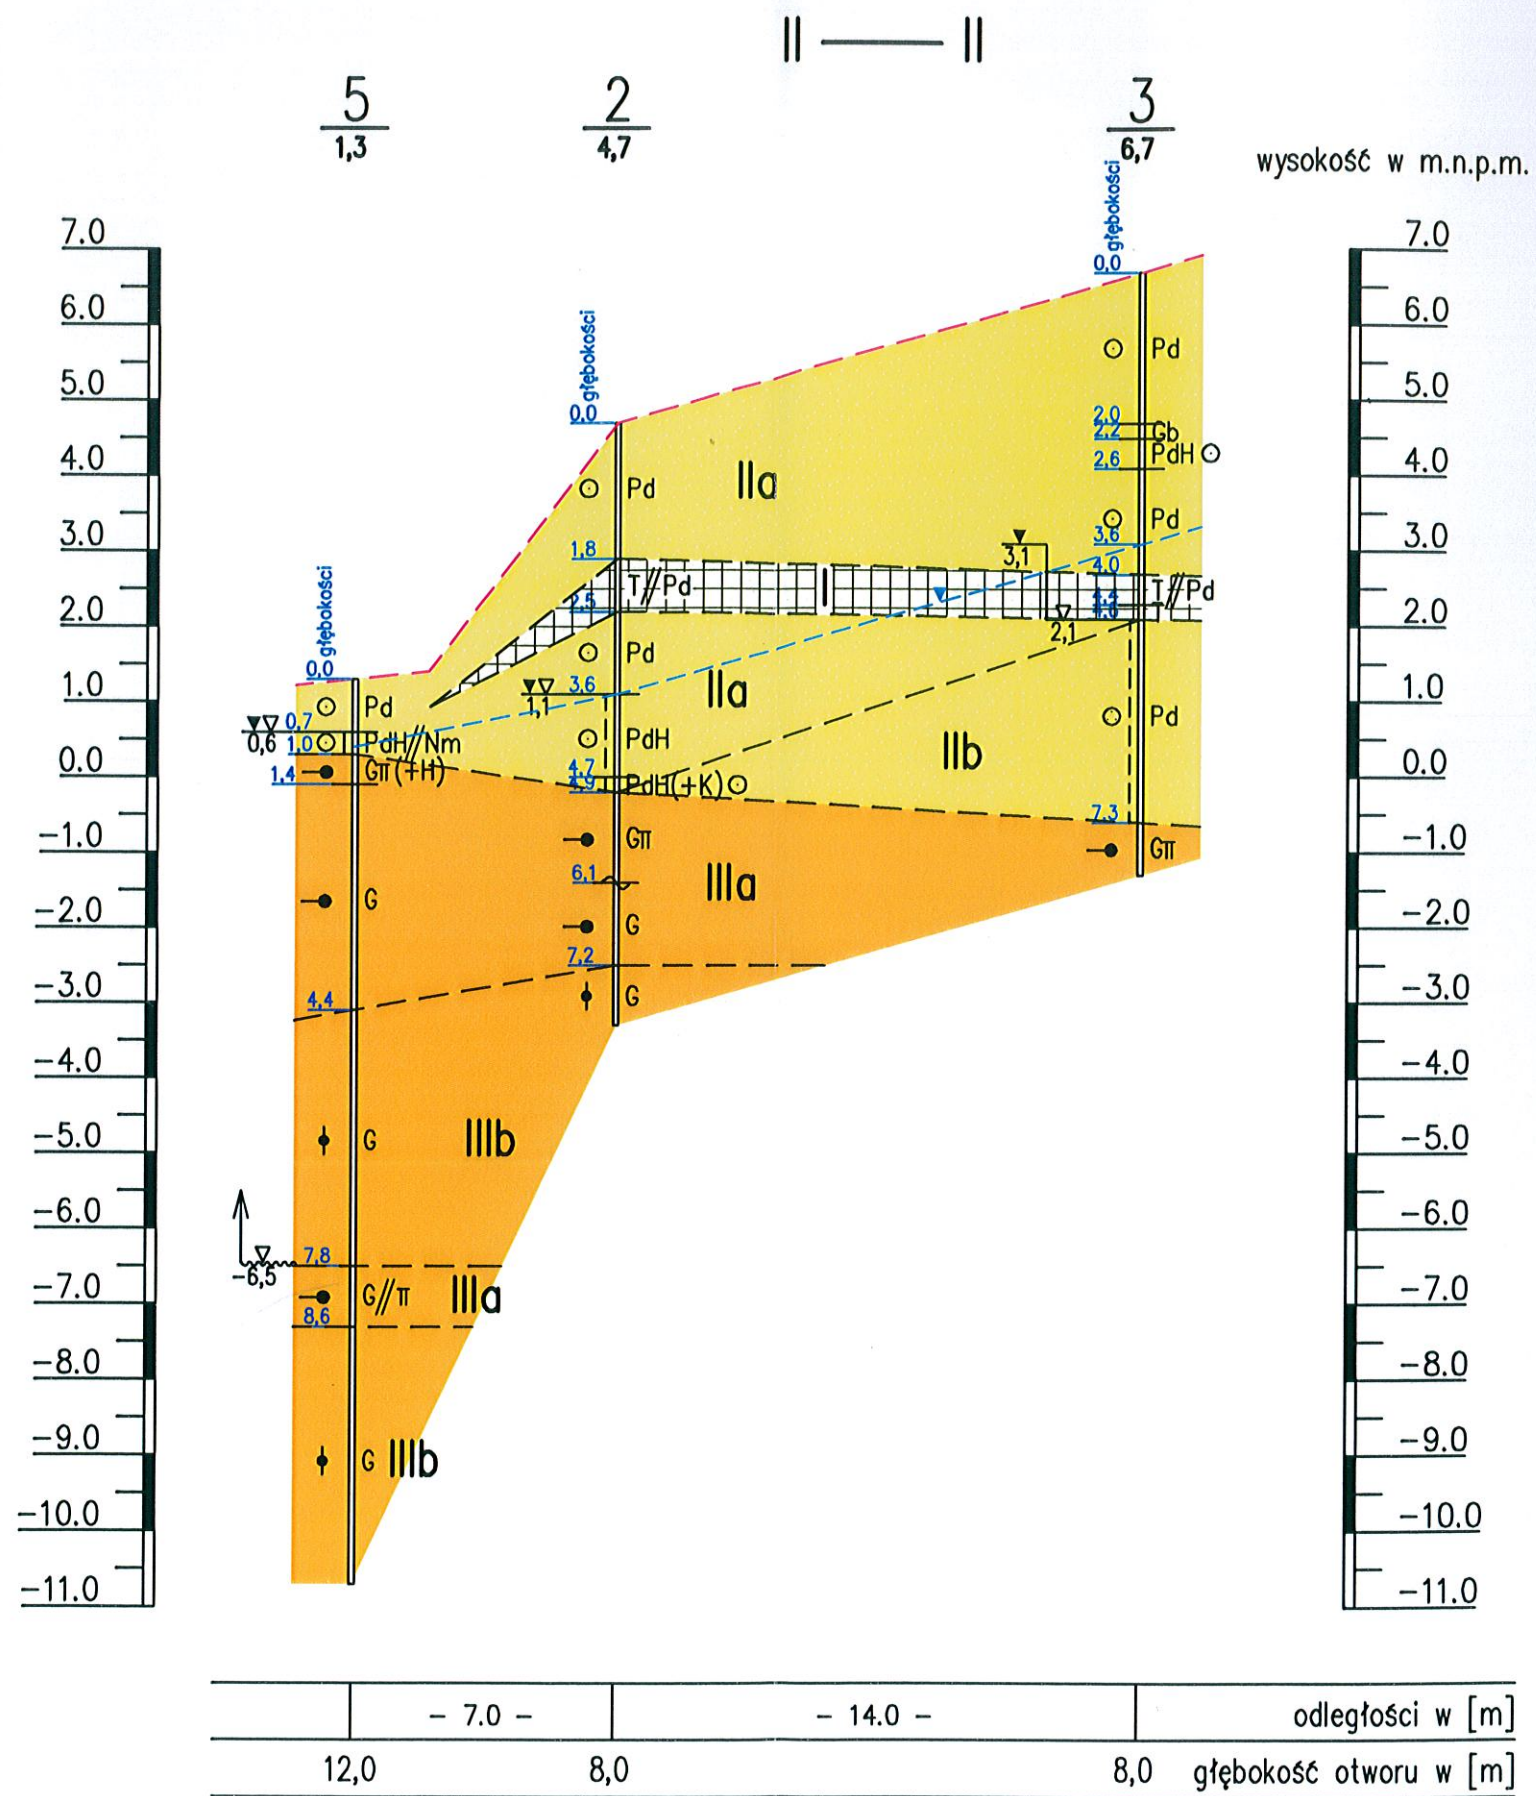 II — II
5 2 3
1,3 4,7 6,7
wysokość w m.n.p.m.
głębokości
głębokości
głębokości
7.0 7.0
0,0
6.0 6.0
Pd
5.0 5.0
0,0
2,0
2,2 Gb
2,6 PdH
4.0 4.0
Pd IIa
Pd
3,6
3.0 3.0
3,1
1,8
4,0
T//Pd I T//Pd
2,5
4,4
2.0 2.0
2,1
Pd
0,0
3,6
1.0 1.0
IIa
1,1
Pd
Pd
0,7
0,6
1,0 PdH//Nm
PdH
IIb
0.0 0.0
Gπ(+H)
1,4
4,7
4,9 PdH(+K)
7,3
-1.0 -1.0
Gπ
Gπ
6,1
IIIa
G
-2.0 -2.0
G
7,2
-3.0 -3.0
4,4
G
-4.0 -4.0
-5.0 -5.0
G IIIb
-6.0 -6.0
7,8
-6,5
-7.0 -7.0
G//π IIIa
8,6
-8.0 -8.0
-9.0 -9.0
G IIIb
-10.0 -10.0
-11.0 -11.0
- 7.0 - - 14.0 - odległości w [m]
12,0 8,0 8,0 głębokość otworu w [m]